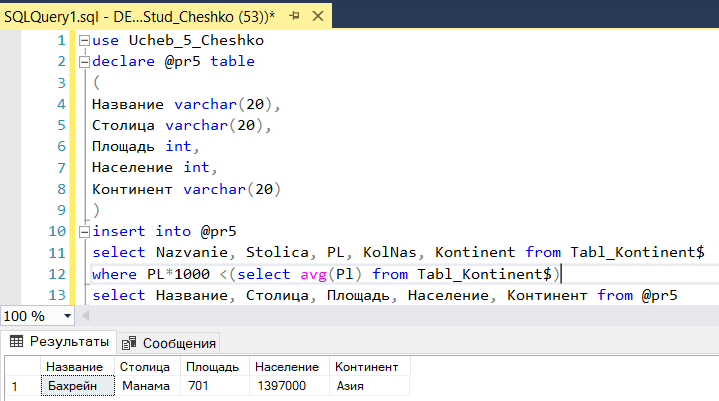 SQLQuery1.sql - DE...Stud_Cheshko (53))*
1 use Ucheb_5_Cheshko
2 declare @pr5 table
3 (
4 Название varchar(20),
5 Столица varchar(20),
6 Площадь int,
7 Население int,
8 Континент varchar(20)
9 )
10 insert into @pr5
11 select Nazvanie, Stolica, PL, KolNas, Kontinent from Tabl_Kontinent$
12 where PL*1000 <(select avg(Pl) from Tabl_Kontinent$)
13 select Название, Столица, Площадь, Население, Континент from @pr5
100 %
Результаты Сообщения
Название Столица Площадь Население Континент
1 Бахрейн Манама 701 1397000 Азия